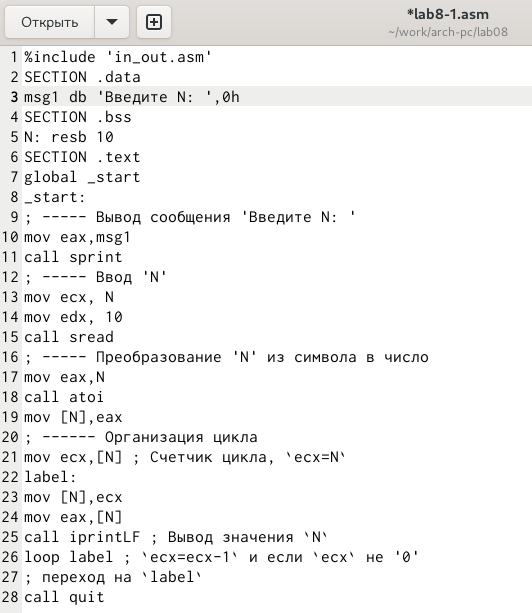 Открыть
*lab8-1.asm
~/work/arch-pc/lab08
1 %include 'in_out.asm'
2 SECTION .data
3 msg1 db 'Введите N: ',0h
4 SECTION .bss
5 N: resb 10
6 SECTION .text
7 global _start
8 _start:
9 ; ----- Вывод сообщения 'Введите N: '
10 mov eax,msg1
11 call sprint
12 ; ----- Ввод 'N'
13 mov ecx, N
14 mov edx, 10
15 call sread
16 ; ----- Преобразование 'N' из символа в число
17 mov eax,N
18 call atoi
19 mov [N],eax
20 ; ------ Организация цикла
21 mov ecx,[N] ; Счетчик цикла, `ecx=N`
22 label:
23 mov [N],ecx
24 mov eax,[N]
25 call iprintLF ; Вывод значения `N`
26 loop label ; `ecx=ecx-1` и если `ecx` не '0'
27 ; переход на `label`
28 call quit